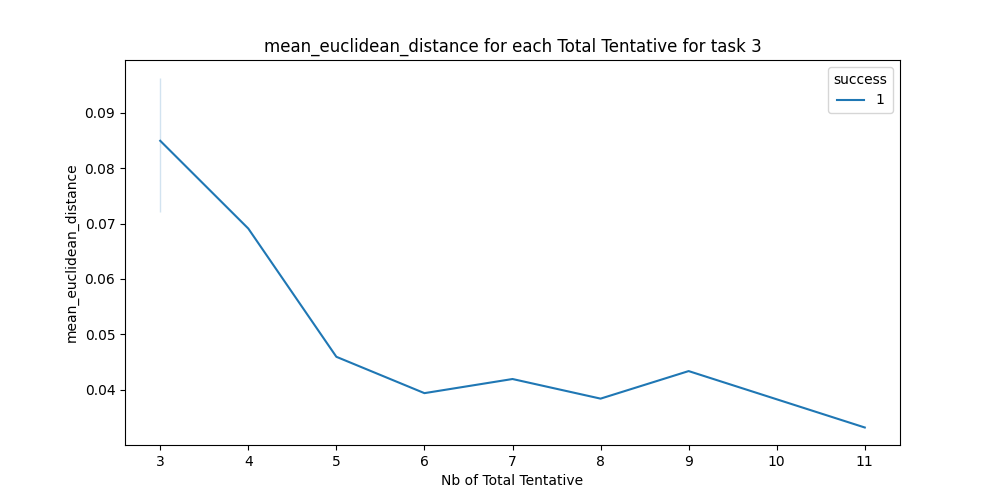 mean_euclidean_distance for each Total Tentative for task 3
success
1
0.09
0.08
0.07
0.06
0.05
0.04
mean_euclidean_distance
3 4 5 6 7 8 9 10 11
Nb of Total Tentative